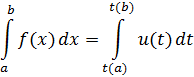 ∫_a^b f(x) dx = ∫_{t(a)}^{t(b)} u(t) dt